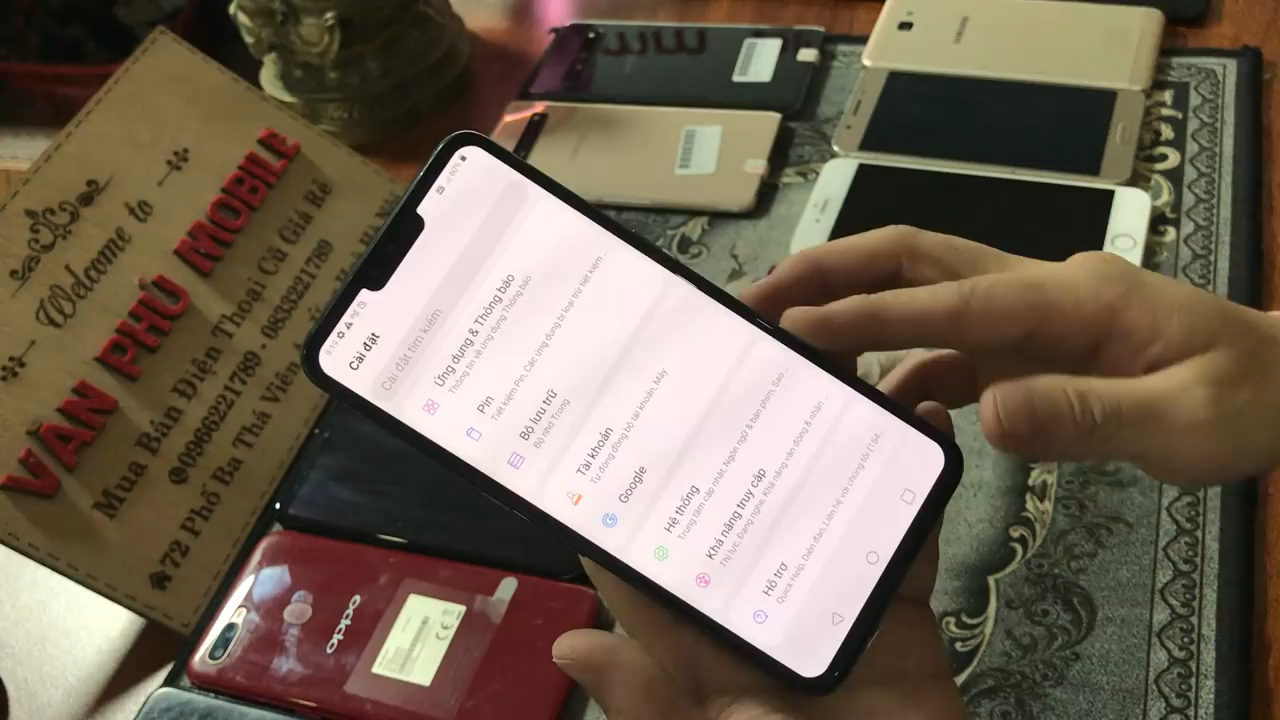 Welcome to
VĂN PHÚ MOBILE
Mua Bán Điện Thoại Cũ Giá Rẻ
0966221789 - 0833221789
72 Phố Ba Thá Viên
60%
Cài đặt
Cài đặt tìm kiếm
Ứng dụng & Thông báo
Thông tin về ứng dụng Thông báo
Pin
Tiết kiệm Pin, Các ứng dụng bị loại trừ tiết kiệm ...
Bộ lưu trữ
Bộ nhớ Trong
Tài khoản
Tự động đồng bộ tài khoản, Máy
Google
Hệ thống
Trung tâm cập nhật, Ngôn ngữ & bàn phím, Sao ...
Khả năng truy cập
Thị lực, Đang nghe, Khả năng vận động & nhận ...
Hỗ trợ
Quick Help, Diễn đàn, Liên hệ với chúng tôi (154...
oppo
CE
SAMSUNG